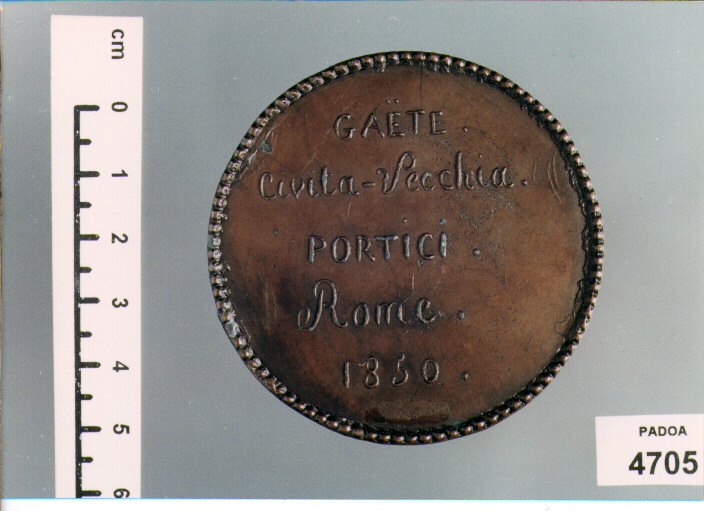 cm
0
1
2
3
4
5
6
GAËTE.
Civita-Vecchia.
PORTICI.
Rome.
1850.
PADOA
4705